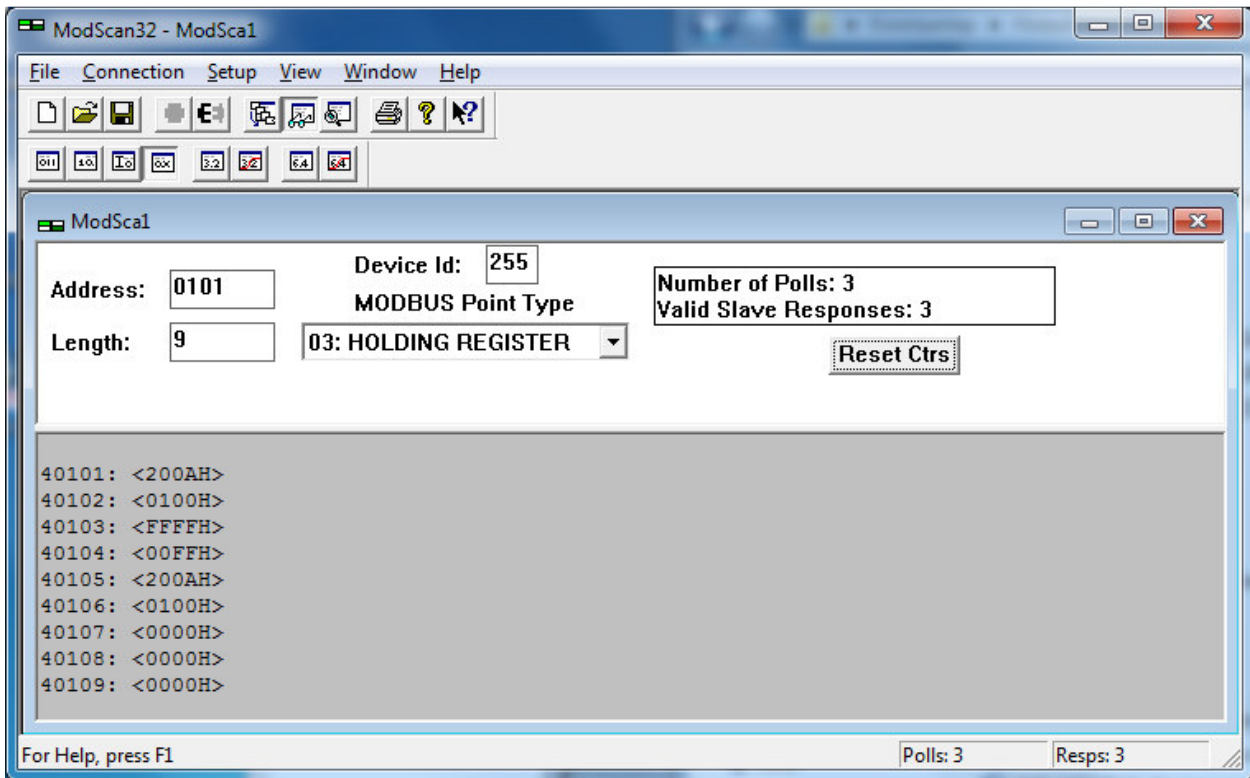 ModScan32 - ModSca1
File Connection Setup View Window Help
ModSca1
Address: 0101
Device Id: 255
MODBUS Point Type
Length: 9
03: HOLDING REGISTER
Number of Polls: 3
Valid Slave Responses: 3
Reset Ctrs
40101: <200AH>
40102: <0100H>
40103: <FFFFH>
40104: <00FFH>
40105: <200AH>
40106: <0100H>
40107: <0000H>
40108: <0000H>
40109: <0000H>
For Help, press F1
Polls: 3
Resps: 3